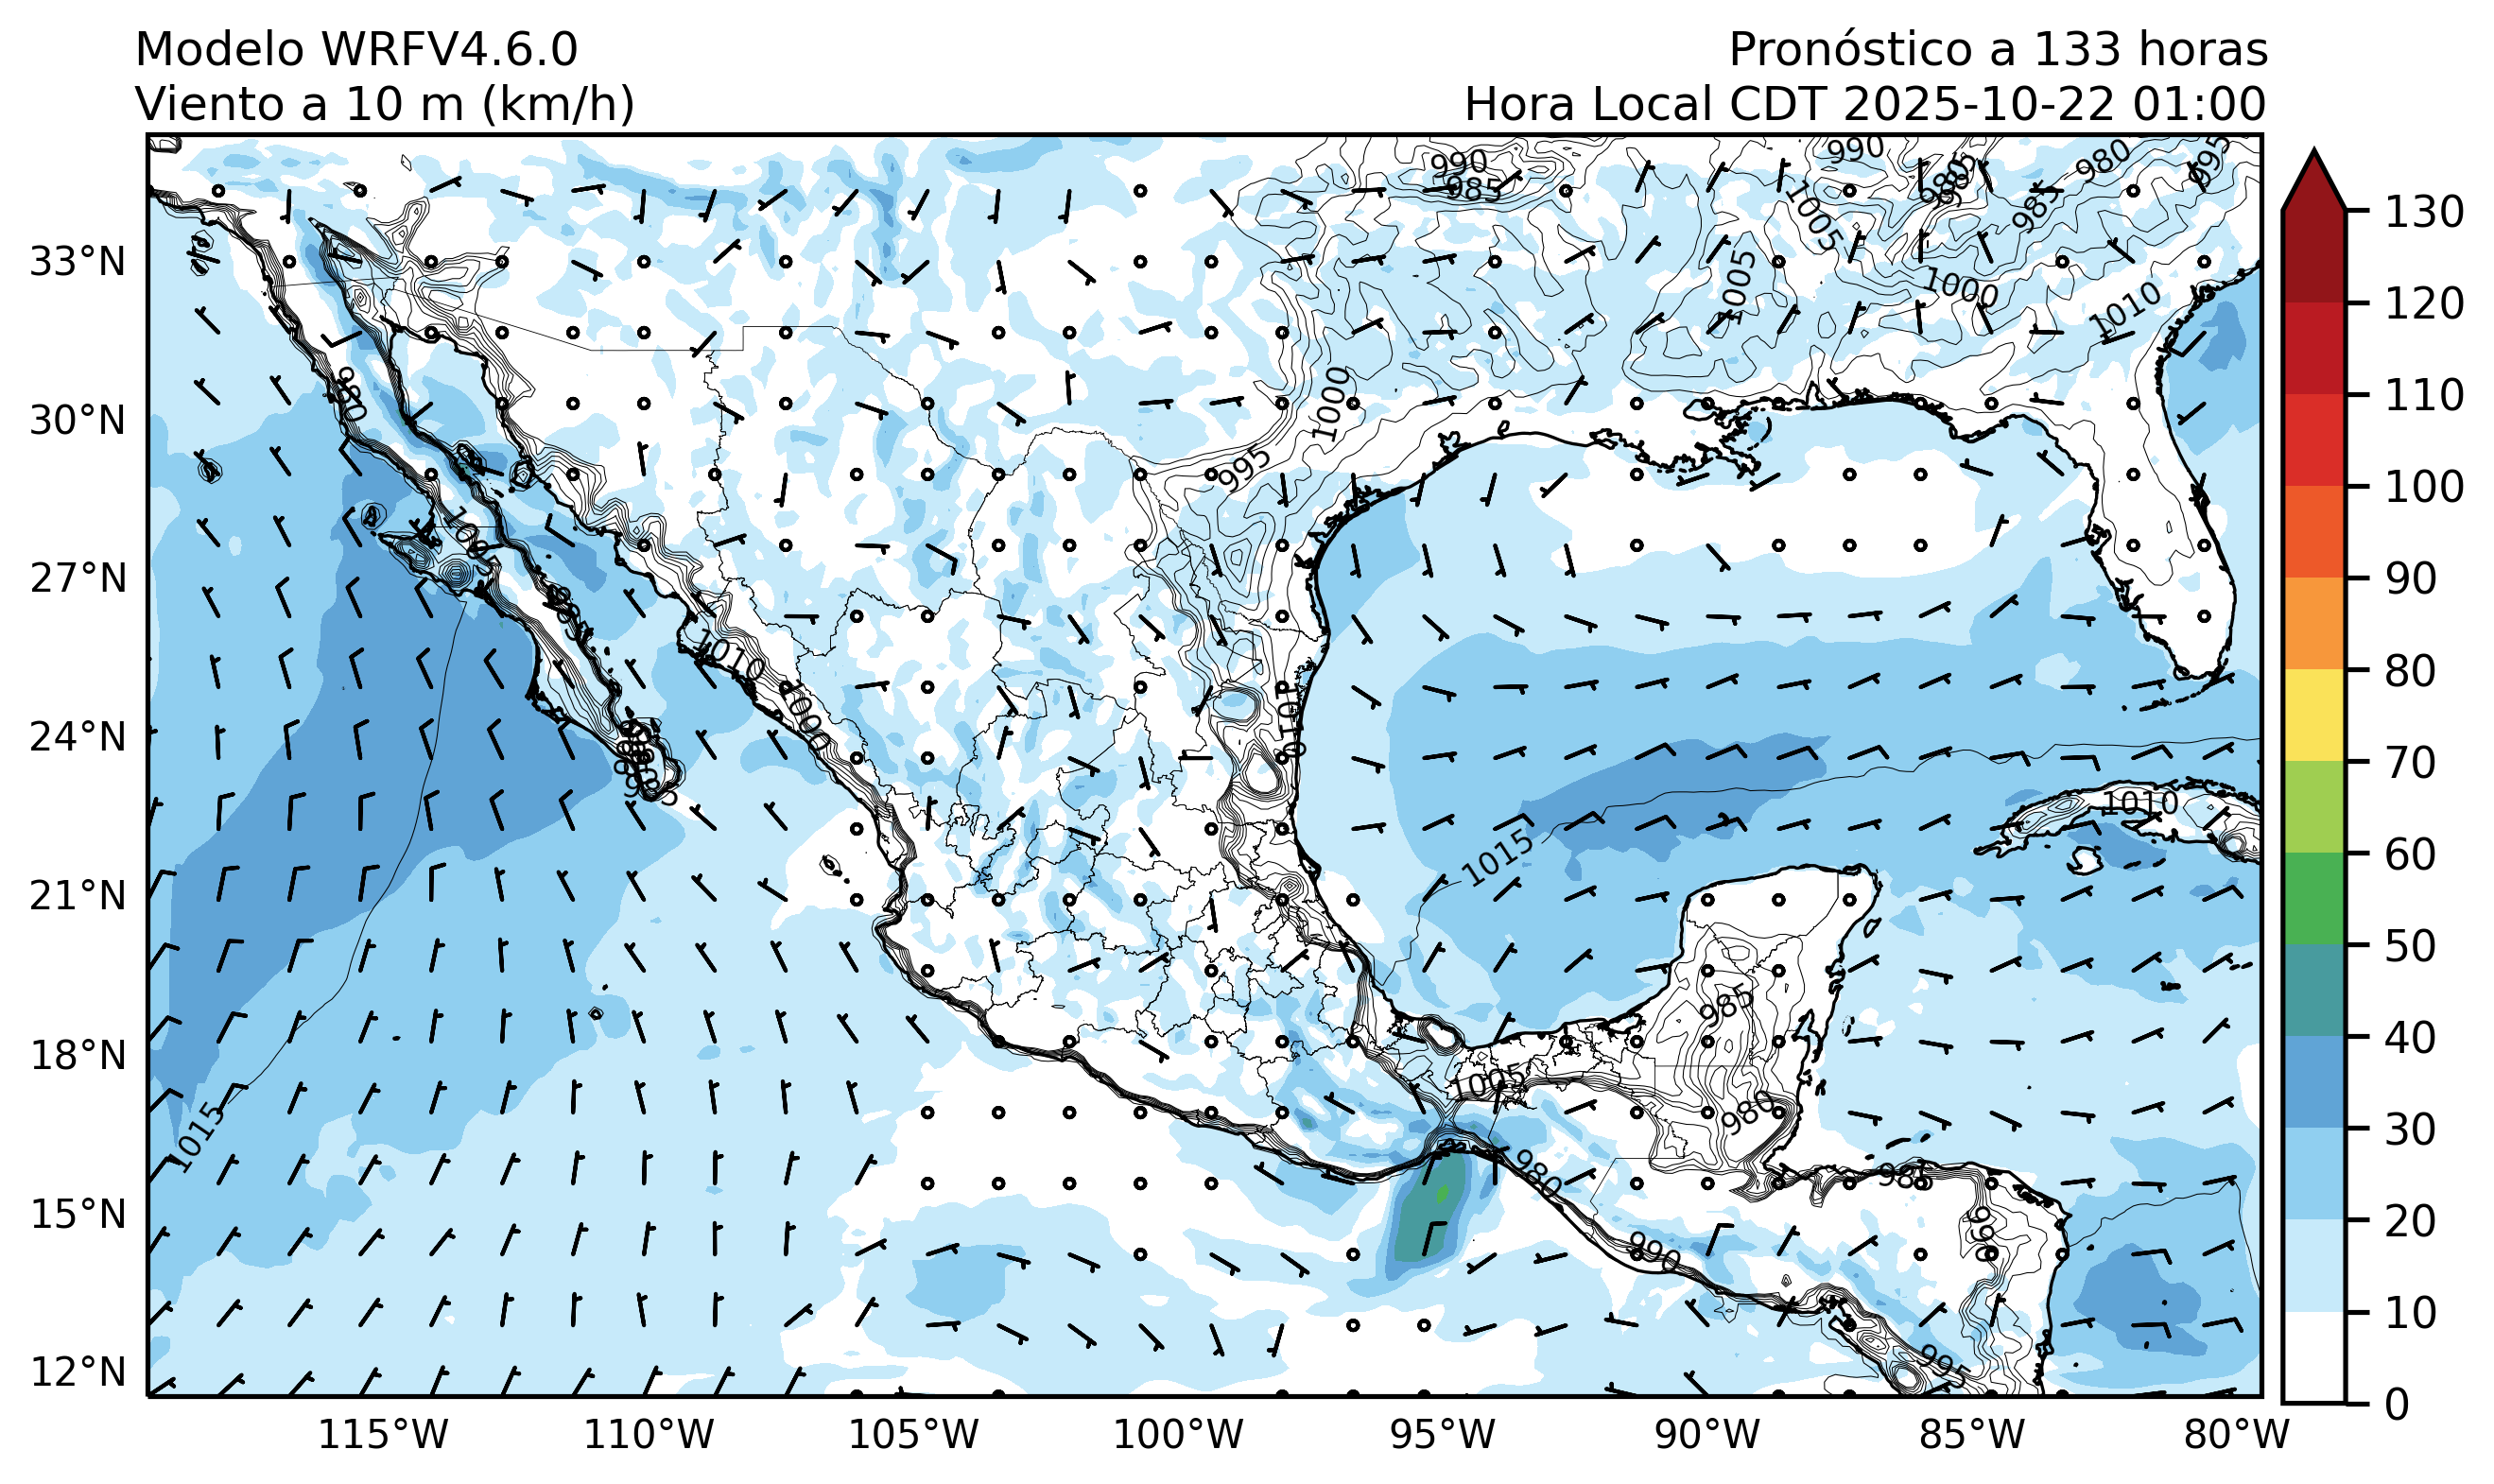 Modelo WRFV4.6.0
Pronóstico a 133 horas
Viento a 10 m (km/h)
Hora Local CDT 2025-10-22 01:00
990
985
990
985
980
995
1005
985
33°N
1005
1000
1010
30°N
1000
995
27°N
1010
1000
1010
24°N
985
1010
1015
21°N
985
18°N
1005
980
1015
980
985
15°N
990
990
995
12°N
115°W
110°W
105°W
100°W
95°W
90°W
85°W
80°W
130
120
110
100
90
80
70
60
50
40
30
20
10
0